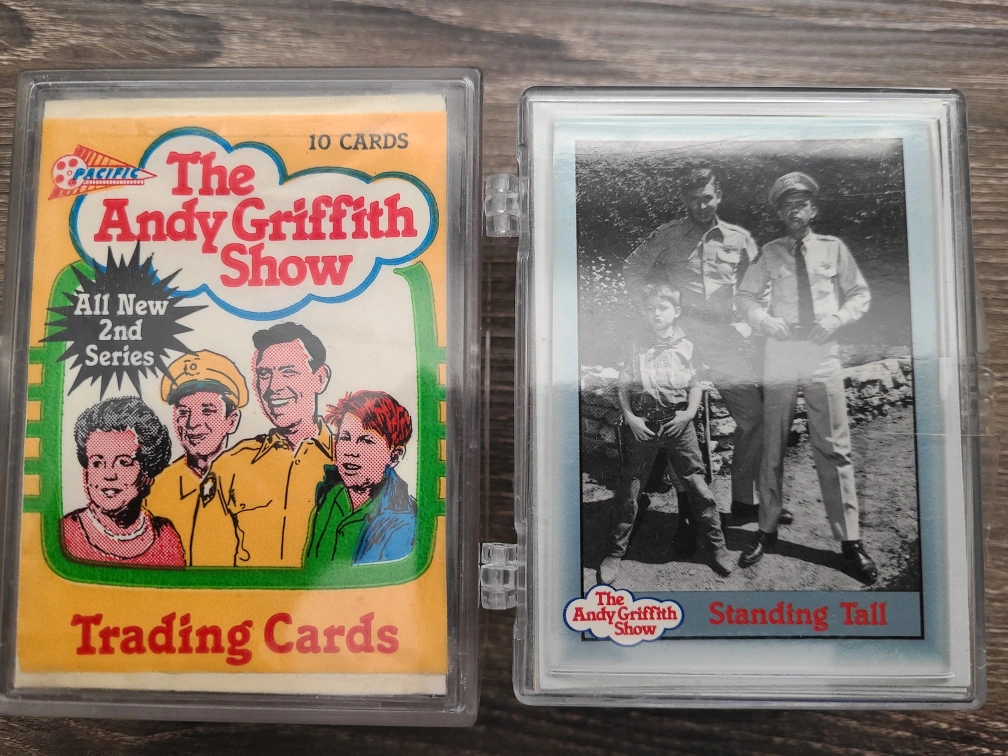 10 CARDS
PACIFIC
The
Andy Griffith
Show
All New
2nd
Series
Trading Cards
The
Andy Griffith
Show
Standing Tall